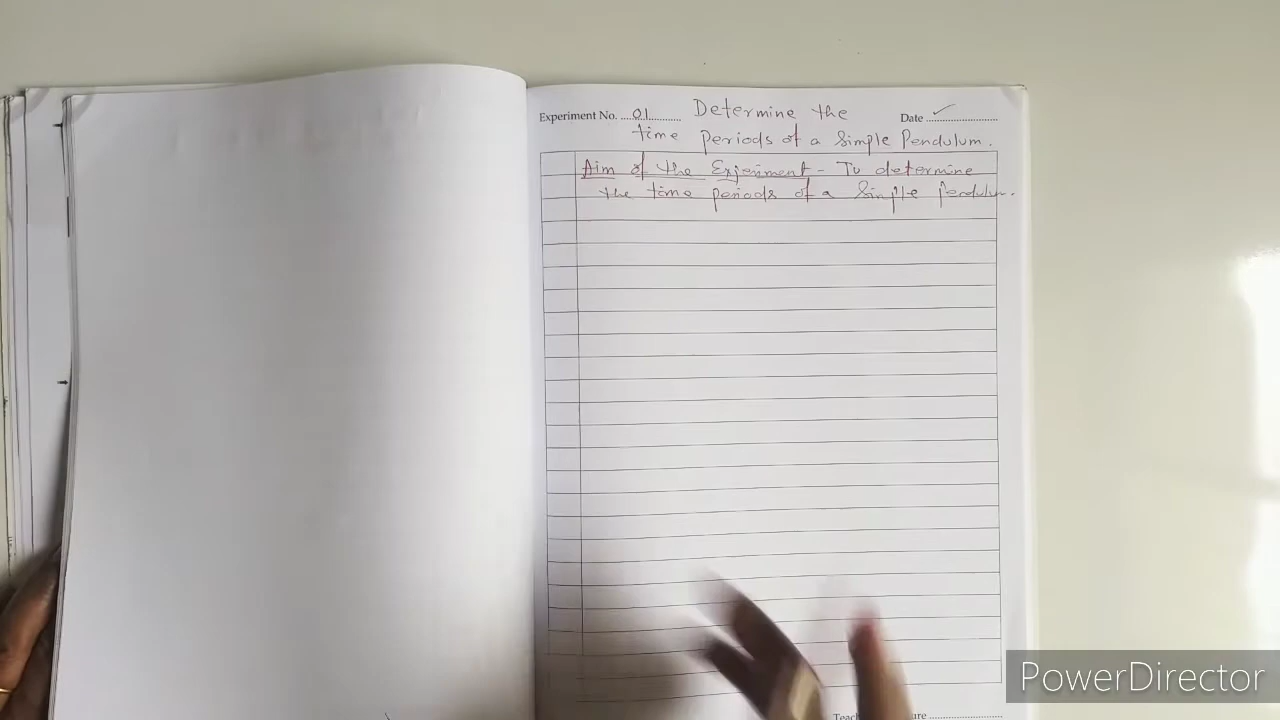 Experiment No. 01 Determine the Date
time periods of a Simple Pendulum.
Aim of the Experiment - To determine
the time periods of a Simple pendulum.
PowerDirector